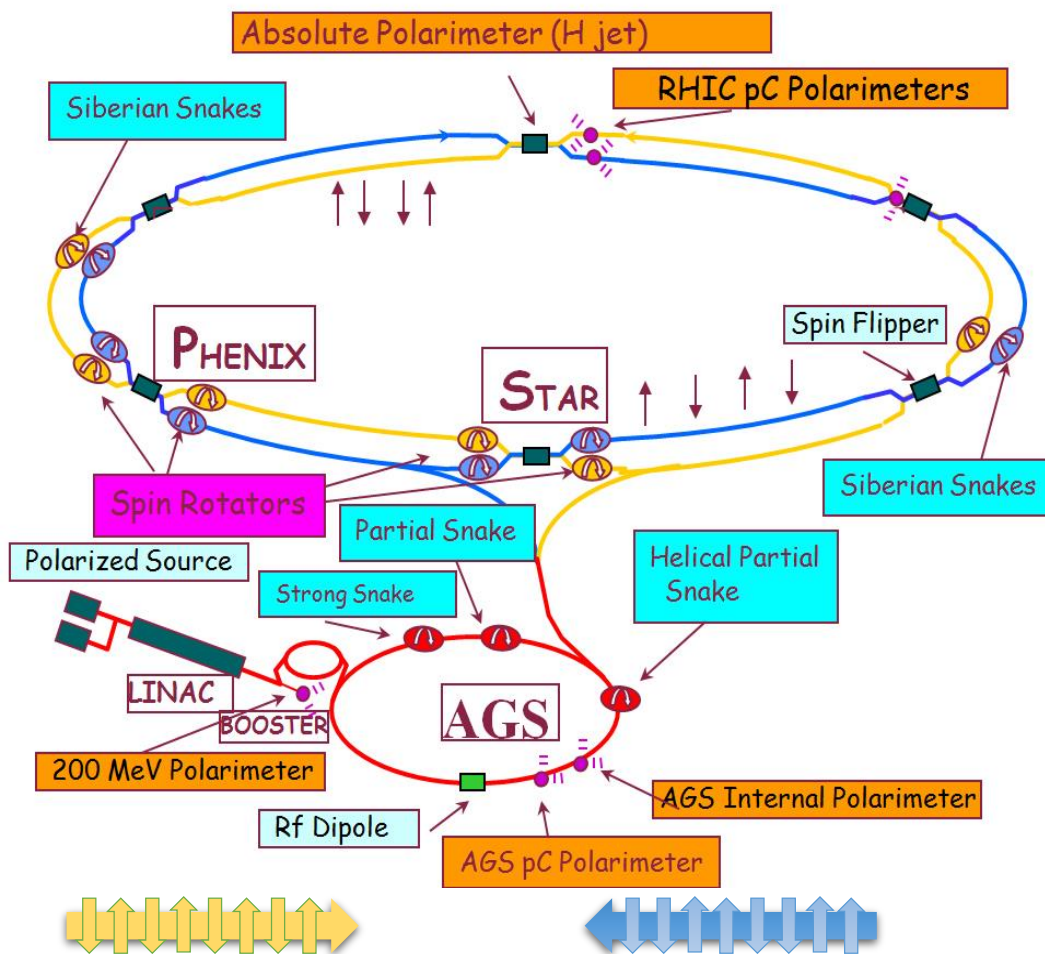 Absolute Polarimeter (H jet)
Siberian Snakes
RHIC pC Polarimeters
PHENIX
STAR
Spin Flipper
Siberian Snakes
Spin Rotators
Partial Snake
Helical Partial
Snake
Polarized Source
Strong Snake
LINAC
BOOSTER
AGS
200 MeV Polarimeter
AGS Internal Polarimeter
Rf Dipole
AGS pC Polarimeter